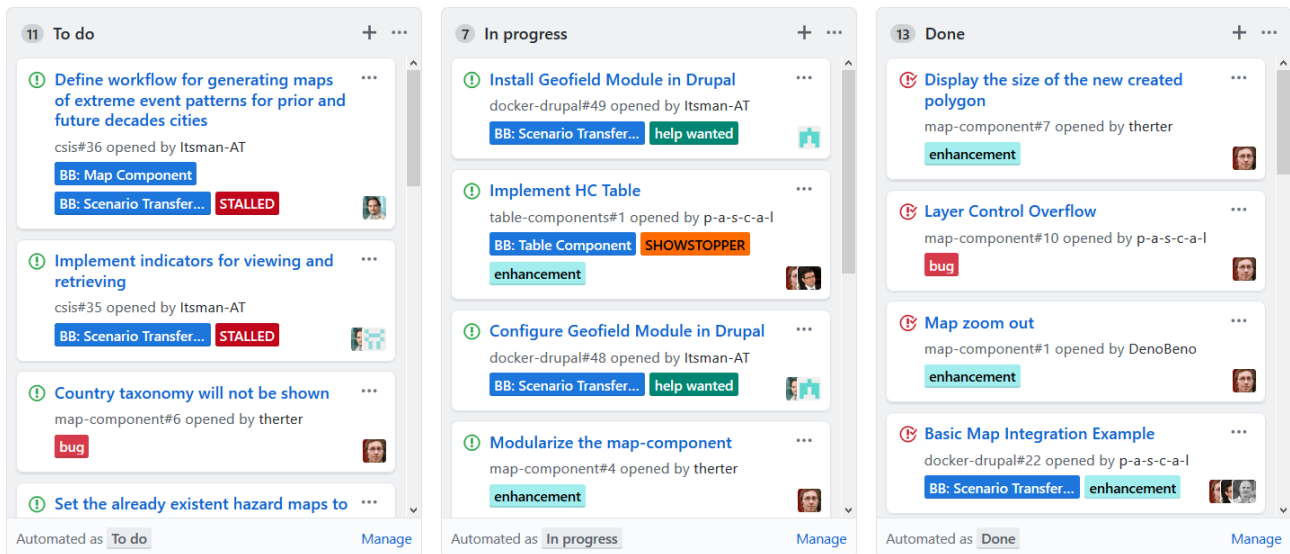 11 To do
Define workflow for generating maps
of extreme event patterns for prior and
future decades cities
csis#36 opened by Itsman-AT
BB: Map Component
BB: Scenario Transfer... STALLED
Implement indicators for viewing and
retrieving
csis#35 opened by Itsman-AT
BB: Scenario Transfer... STALLED
Country taxonomy will not be shown
map-component#6 opened by therter
bug
Set the already existent hazard maps to
Automated as To do Manage
7 In progress
Install Geofield Module in Drupal
docker-drupal#49 opened by Itsman-AT
BB: Scenario Transfer... help wanted
Implement HC Table
table-components#1 opened by p-a-s-c-a-l
BB: Table Component SHOWSTOPPER
enhancement
Configure Geofield Module in Drupal
docker-drupal#48 opened by Itsman-AT
BB: Scenario Transfer... help wanted
Modularize the map-component
map-component#4 opened by therter
enhancement
Automated as In progress Manage
13 Done
Display the size of the new created
polygon
map-component#7 opened by therter
enhancement
Layer Control Overflow
map-component#10 opened by p-a-s-c-a-l
bug
Map zoom out
map-component#1 opened by DenoBeno
enhancement
Basic Map Integration Example
docker-drupal#22 opened by p-a-s-c-a-l
BB: Scenario Transfer... enhancement
Automated as Done Manage